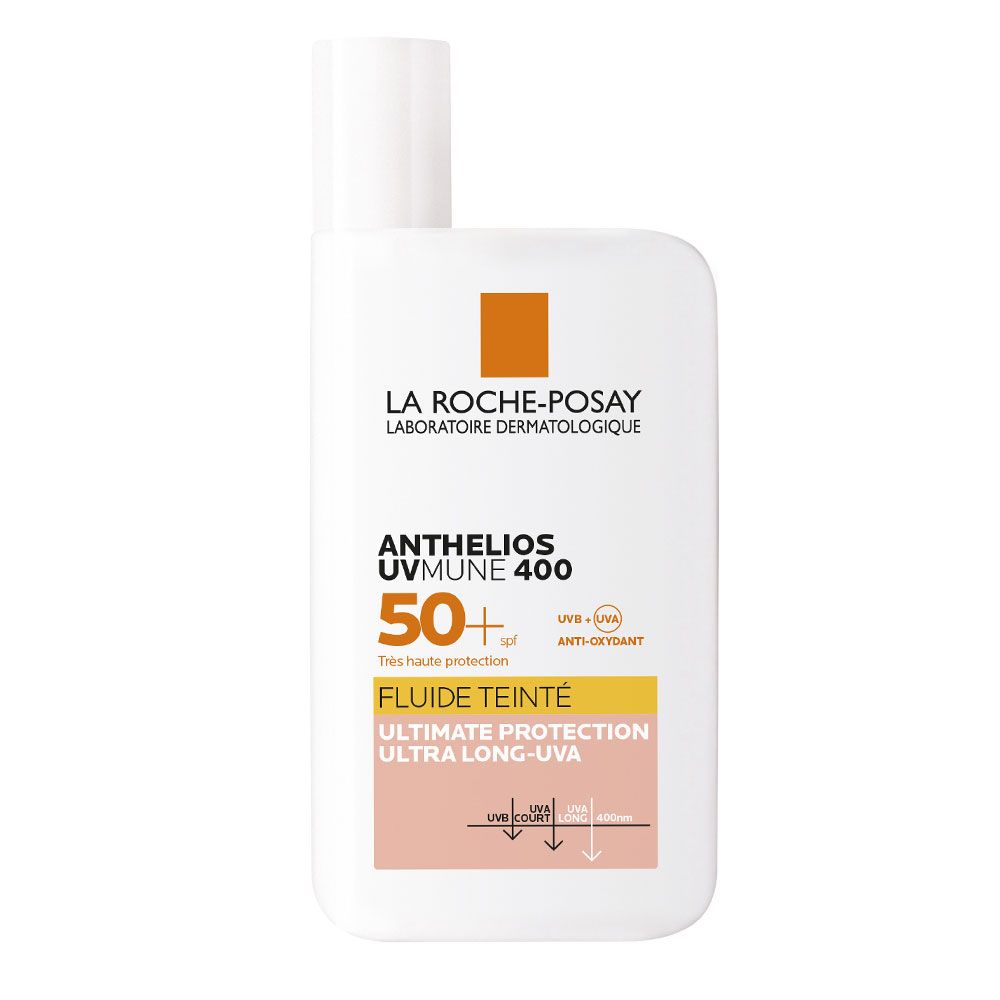 LA ROCHE-POSAY
LABORATOIRE DERMATOLOGIQUE
ANTHELIOS
UVMUNE 400
50+ spf
Très haute protection
UVB + UVA
ANTI-OXYDANT
FLUIDE TEINTÉ
ULTIMATE PROTECTION
ULTRA LONG-UVA
UVB
UVA
COURT
UVA
LONG
400nm